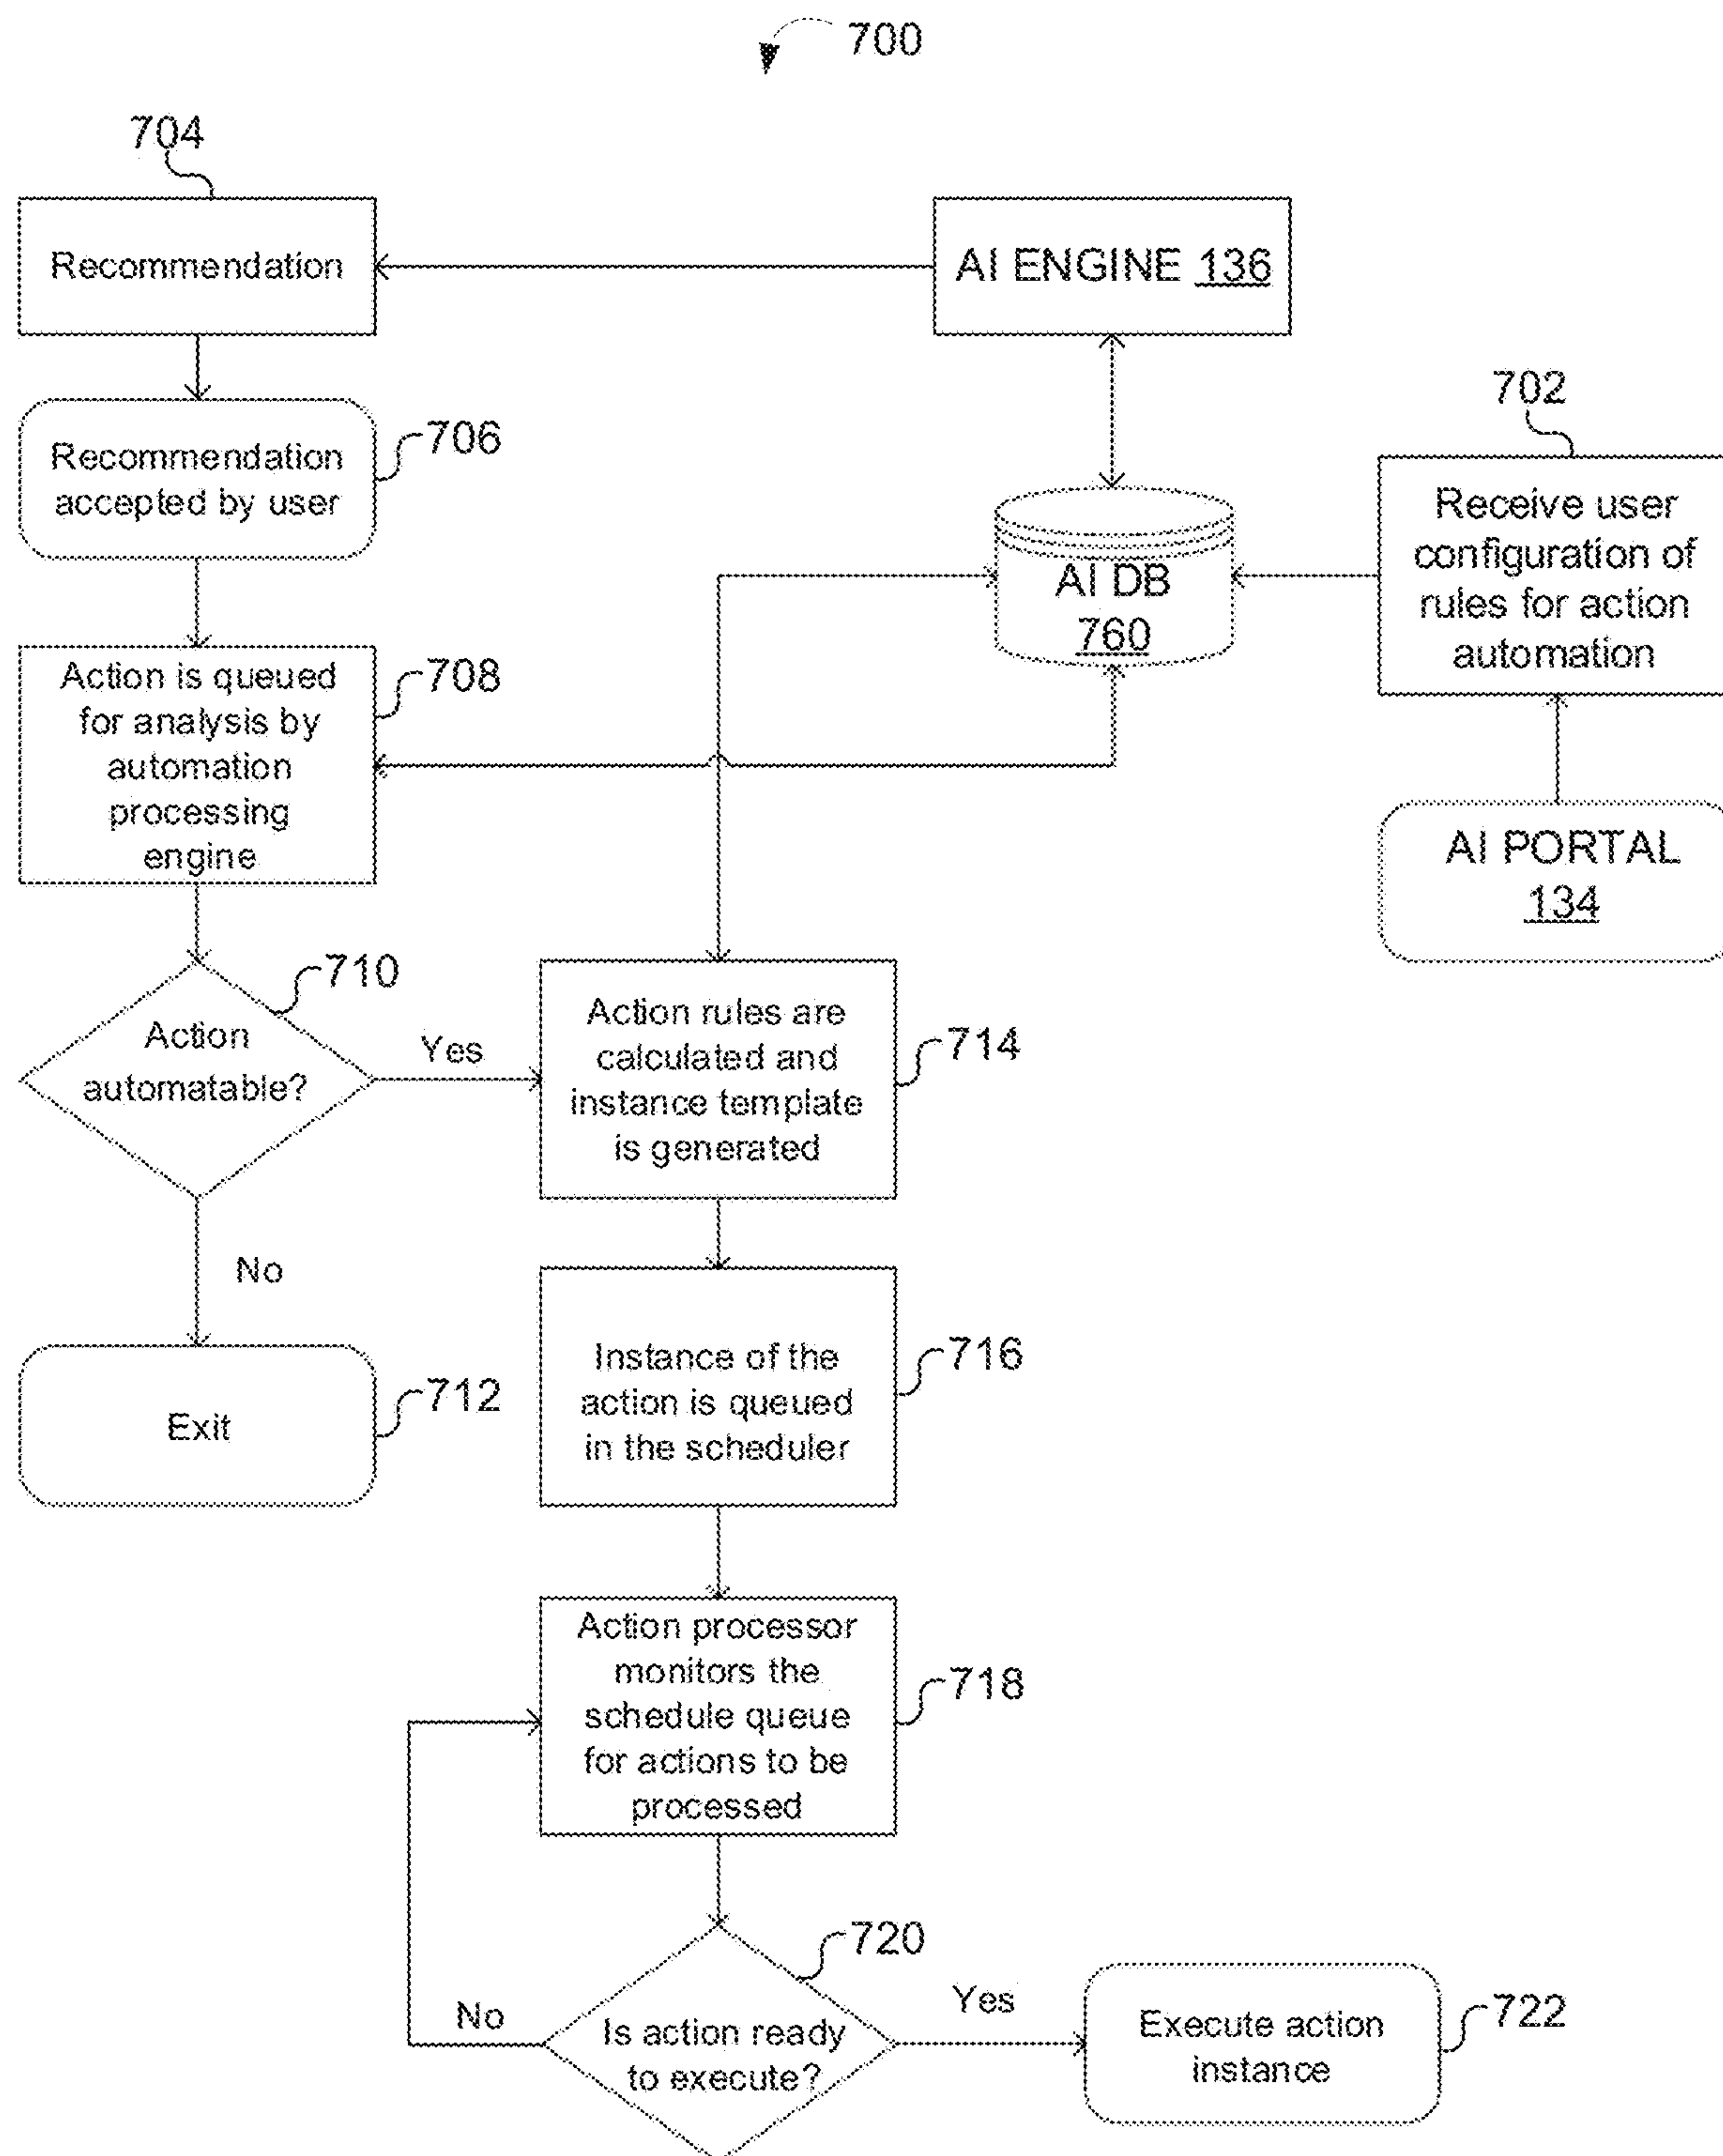 700
704
Recommendation
AI ENGINE 136
702
Recommendation
accepted by user
706
Receive user
configuration of
rules for action
automation
AI DB
760
Action is queued
for analysis by
automation
processing
engine
708
AI PORTAL
134
710
Action
automatable?
Yes
Action rules are
calculated and
instance template
is generated
714
No
Exit
712
Instance of the
action is queued
in the scheduler
716
Action processor
monitors the
schedule queue
for actions to be
processed
718
720
Is action ready
to execute?
No
Yes
Execute action
instance
722